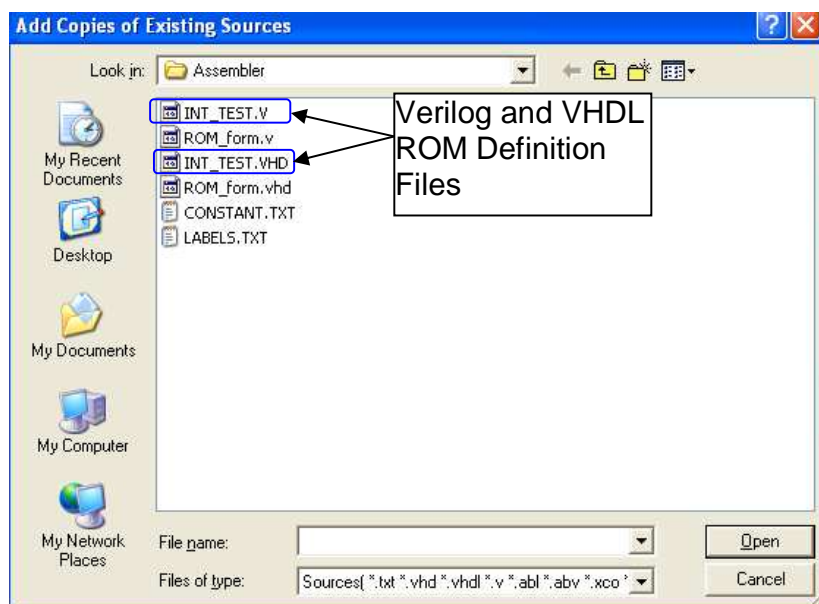 Add Copies of Existing Sources
Look in:
Assembler
INT_TEST.V
ROM_form.v
INT_TEST.VHD
ROM_form.vhd
CONSTANT.TXT
LABELS.TXT
Verilog and VHDL
ROM Definition
Files
My Recent
Documents
Desktop
My Documents
My Computer
My Network
Places
File name:
Open
Files of type:
Sources( *.txt *.vhd *.vhdl *.v *.abl *.abv *.xco *
Cancel